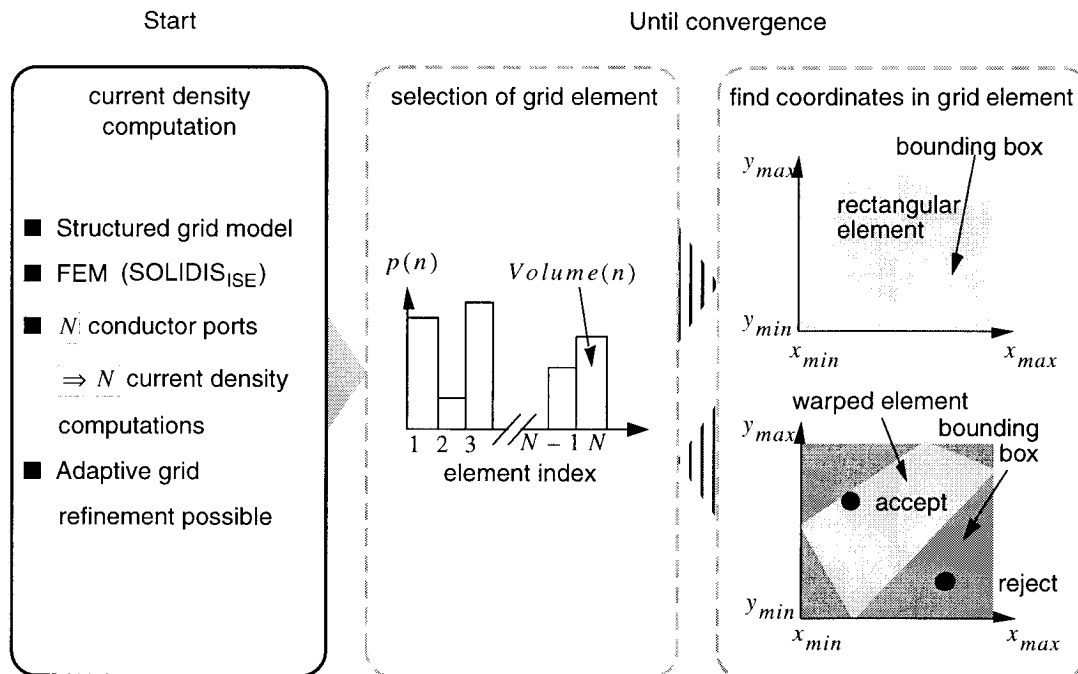 Start
Until convergence
current density
computation
■ Structured grid model
■ FEM (SOLIDIS_ISE)
■ N conductor ports
⇒ N current density
computations
■ Adaptive grid
refinement possible
selection of grid element
p(n)
Volume(n)
1 2 3 N − 1 N
element index
find coordinates in grid element
bounding box
y_max
rectangular
element
y_min
x_min x_max
warped element
y_max bounding
box
accept
reject
y_min
x_min x_max